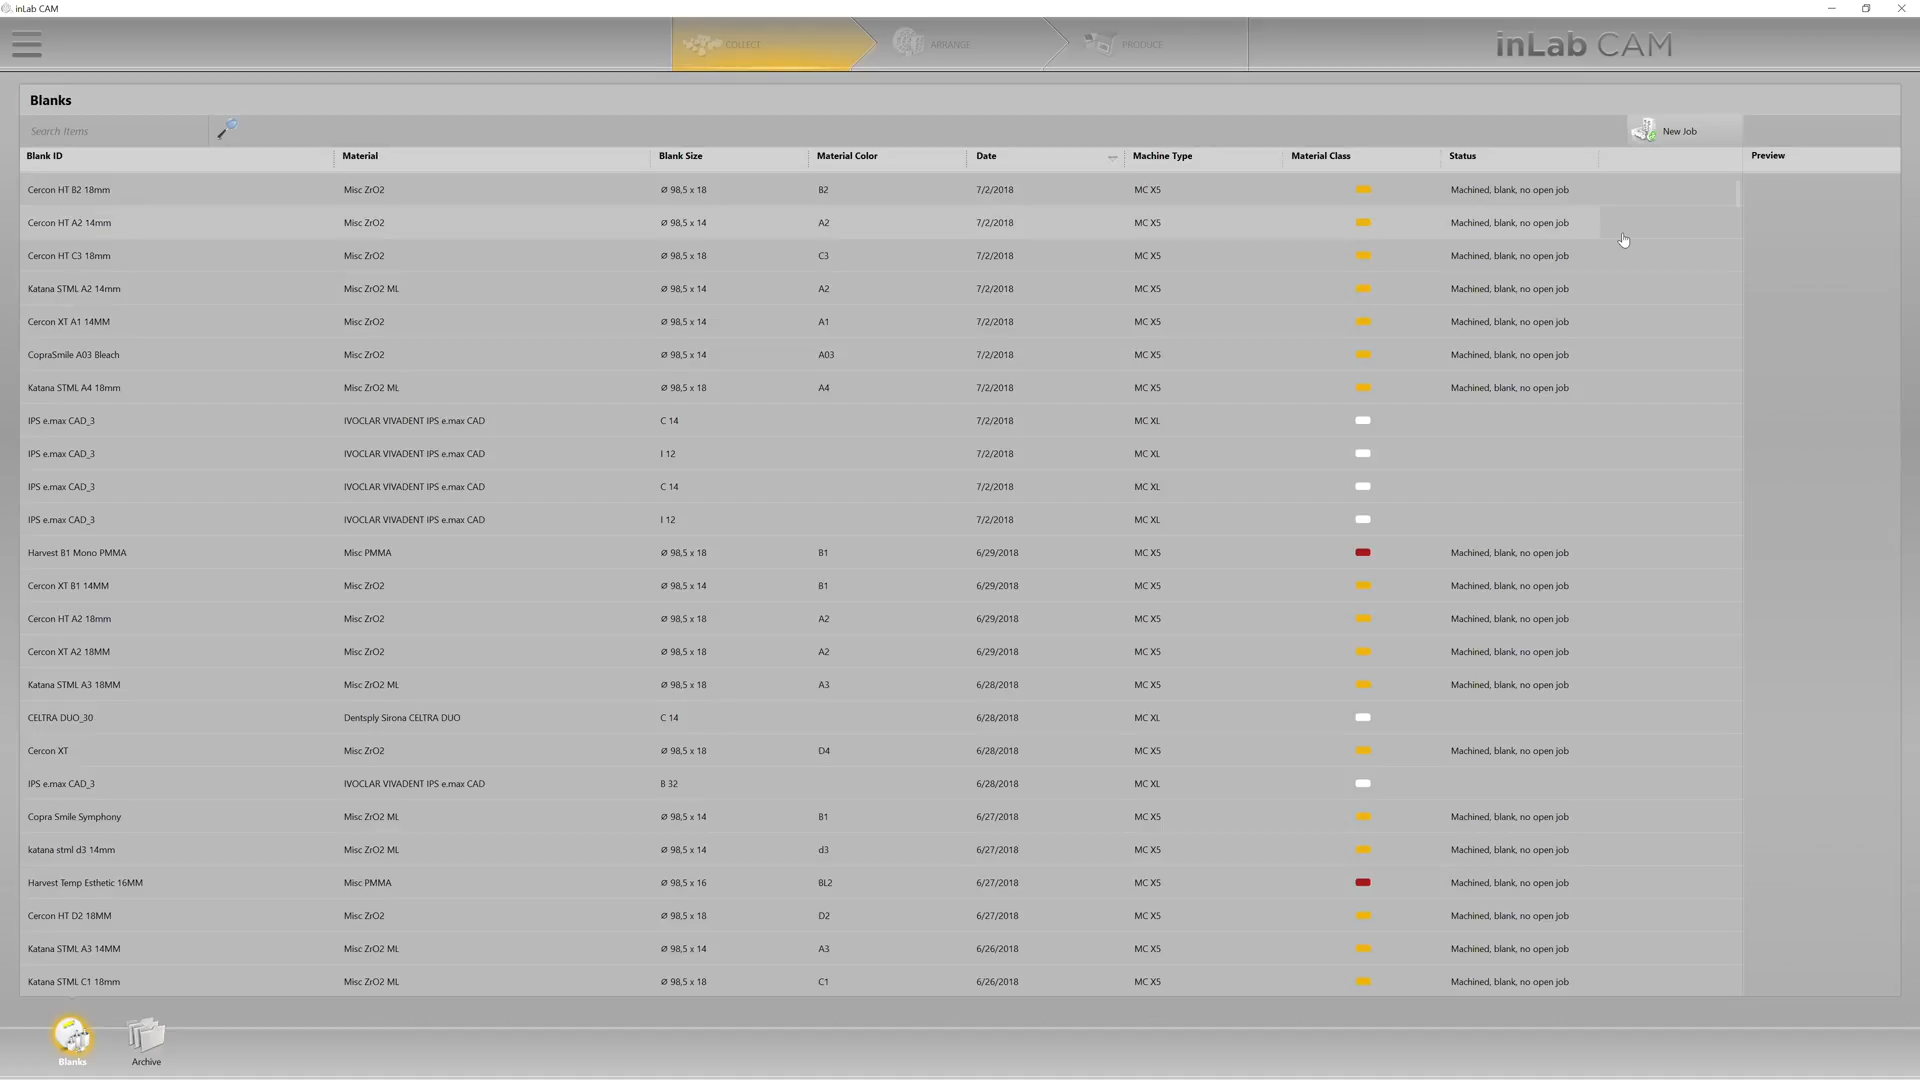 inLab CAM
COLLECT ARRANGE PRODUCE inLab CAM
Blanks
Search Items New Job
Blank ID Material Blank Size Material Color Date Machine Type Material Class Status Preview
Cercon HT B2 18mm Misc ZrO2 Ø 98,5 x 18 B2 7/2/2018 MC X5 Machined, blank, no open job
Cercon HT A2 14mm Misc ZrO2 Ø 98,5 x 14 A2 7/2/2018 MC X5 Machined, blank, no open job
Cercon HT C3 18mm Misc ZrO2 Ø 98,5 x 18 C3 7/2/2018 MC X5 Machined, blank, no open job
Katana STML A2 14mm Misc ZrO2 ML Ø 98,5 x 14 A2 7/2/2018 MC X5 Machined, blank, no open job
Cercon XT A1 14MM Misc ZrO2 Ø 98,5 x 14 A1 7/2/2018 MC X5 Machined, blank, no open job
CopraSmile A03 Bleach Misc ZrO2 Ø 98,5 x 14 A03 7/2/2018 MC X5 Machined, blank, no open job
Katana STML A4 18mm Misc ZrO2 ML Ø 98,5 x 18 A4 7/2/2018 MC X5 Machined, blank, no open job
IPS e.max CAD_3 IVOCLAR VIVADENT IPS e.max CAD C 14 7/2/2018 MC XL
IPS e.max CAD_3 IVOCLAR VIVADENT IPS e.max CAD I 12 7/2/2018 MC XL
IPS e.max CAD_3 IVOCLAR VIVADENT IPS e.max CAD C 14 7/2/2018 MC XL
IPS e.max CAD_3 IVOCLAR VIVADENT IPS e.max CAD I 12 7/2/2018 MC XL
Harvest B1 Mono PMMA Misc PMMA Ø 98,5 x 18 B1 6/29/2018 MC X5 Machined, blank, no open job
Cercon XT B1 14MM Misc ZrO2 Ø 98,5 x 14 B1 6/29/2018 MC X5 Machined, blank, no open job
Cercon HT A2 18mm Misc ZrO2 Ø 98,5 x 18 A2 6/29/2018 MC X5 Machined, blank, no open job
Cercon XT A2 18MM Misc ZrO2 Ø 98,5 x 18 A2 6/29/2018 MC X5 Machined, blank, no open job
Katana STML A3 18MM Misc ZrO2 ML Ø 98,5 x 18 A3 6/28/2018 MC X5 Machined, blank, no open job
CELTRA DUO_30 Dentsply Sirona CELTRA DUO C 14 6/28/2018 MC XL
Cercon XT Misc ZrO2 Ø 98,5 x 18 D4 6/28/2018 MC X5 Machined, blank, no open job
IPS e.max CAD_3 IVOCLAR VIVADENT IPS e.max CAD B 32 6/28/2018 MC XL
Copra Smile Symphony Misc ZrO2 ML Ø 98,5 x 14 B1 6/27/2018 MC X5 Machined, blank, no open job
katana stml d3 14mm Misc ZrO2 ML Ø 98,5 x 14 d3 6/27/2018 MC X5 Machined, blank, no open job
Harvest Temp Esthetic 16MM Misc PMMA Ø 98,5 x 16 BL2 6/27/2018 MC X5 Machined, blank, no open job
Cercon HT D2 18MM Misc ZrO2 Ø 98,5 x 18 D2 6/27/2018 MC X5 Machined, blank, no open job
Katana STML A3 14MM Misc ZrO2 ML Ø 98,5 x 14 A3 6/26/2018 MC X5 Machined, blank, no open job
Katana STML C1 18mm Misc ZrO2 ML Ø 98,5 x 18 C1 6/26/2018 MC X5 Machined, blank, no open job
Blanks Archive